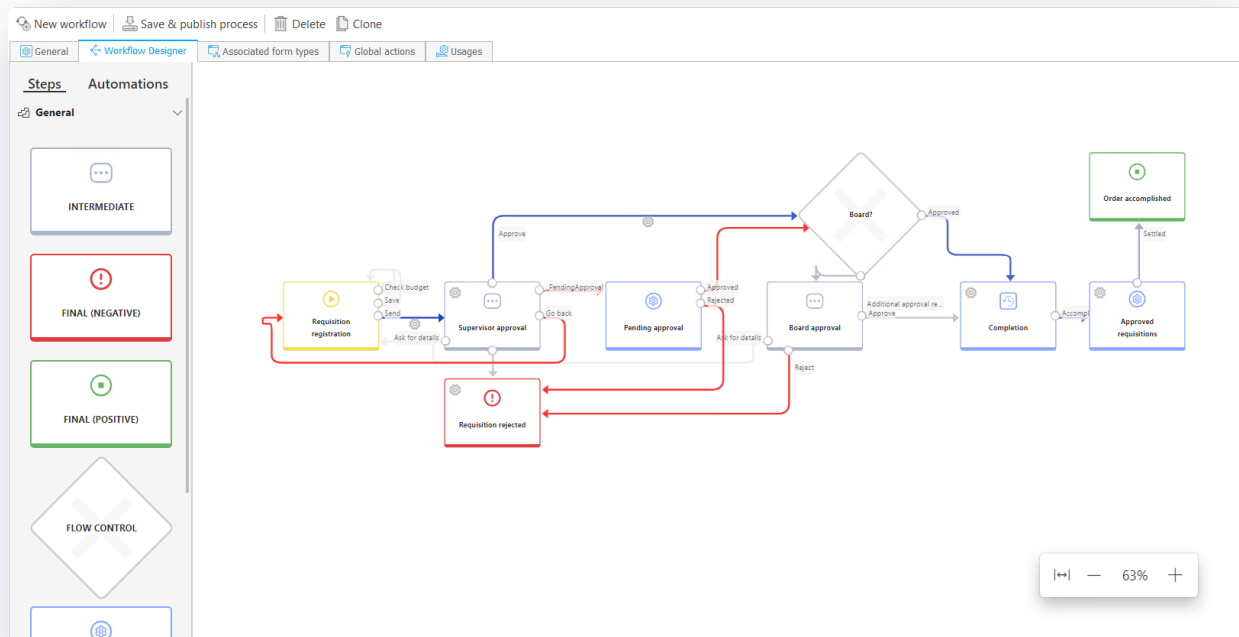 New workflow
Save & publish process
Delete
Clone
General
Workflow Designer
Associated form types
Global actions
Usages
Steps
Automations
General
INTERMEDIATE
FINAL (NEGATIVE)
FINAL (POSITIVE)
FLOW CONTROL
Order accomplished
Board?
Approved
Approve
Settled
Check budget
Save
Send
Requisition
registration
Ask for details
Supervisor approval
PendingApproval
Go back
Pending approval
Approved
Rejected
Ask for details
Board approval
Additional approval re...
Approve
Completion
Accompl
Approved
requisitions
Reject
Requisition rejected
63%